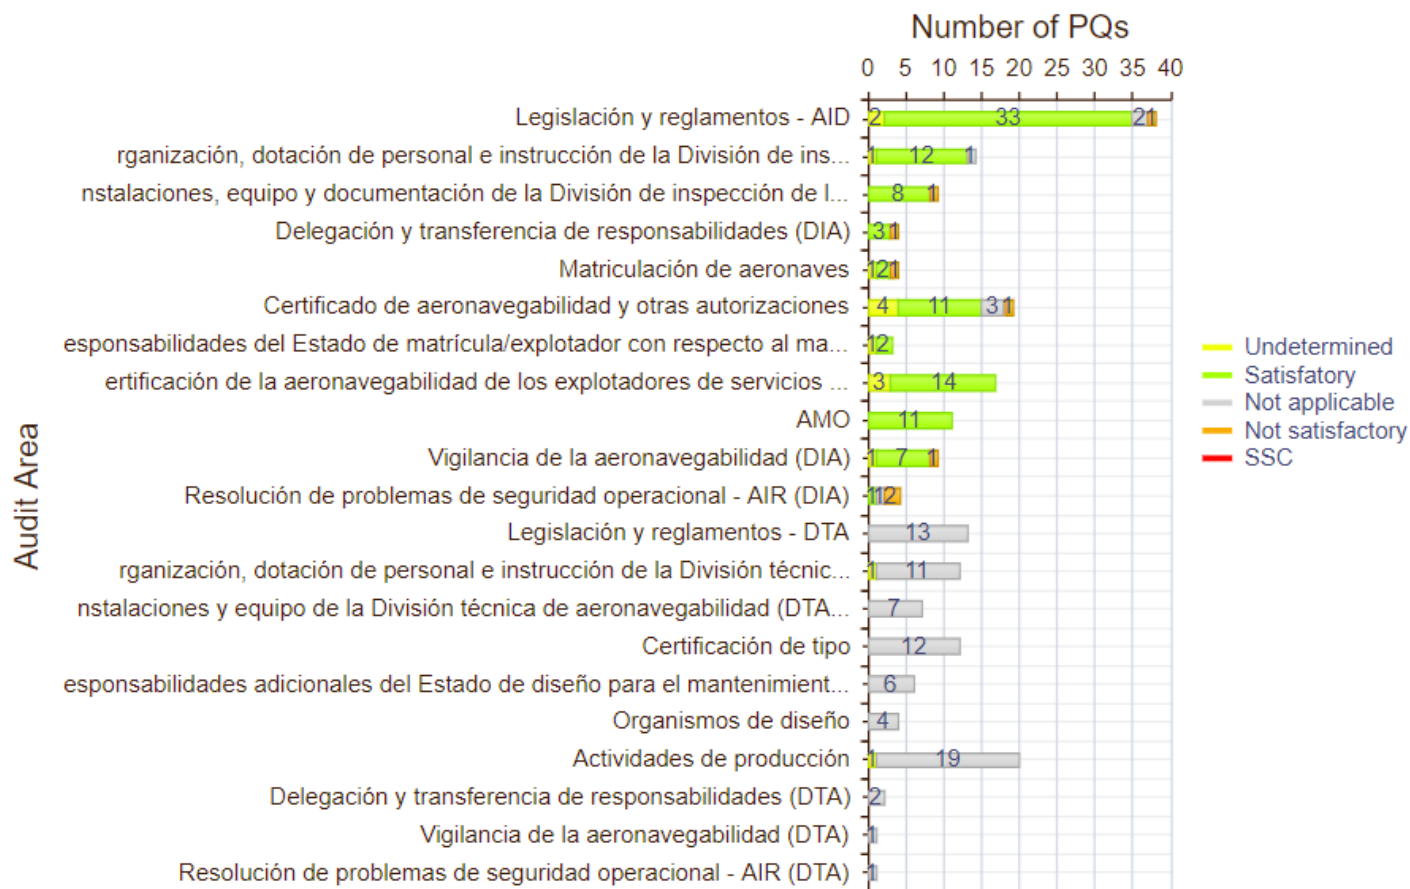 Number of PQs
0 5 10 15 20 25 30 35 40
Audit Area
Legislación y reglamentos - AID 2 33 2 1
rganización, dotación de personal e instrucción de la División de ins... 1 12 1
nstalaciones, equipo y documentación de la División de inspección de l... 8 1
Delegación y transferencia de responsabilidades (DIA) 3 1
Matriculación de aeronaves 1 2 1
Certificado de aeronavegabilidad y otras autorizaciones 4 11 3 1
esponsabilidades del Estado de matrícula/explotador con respecto al ma... 1 2
ertificación de la aeronavegabilidad de los explotadores de servicios ... 3 14
AMO 11
Vigilancia de la aeronavegabilidad (DIA) 1 7 1
Resolución de problemas de seguridad operacional - AIR (DIA) 1 1 2
Legislación y reglamentos - DTA 13
rganización, dotación de personal e instrucción de la División técnic... 1 11
nstalaciones y equipo de la División técnica de aeronavegabilidad (DTA... 7
Certificación de tipo 12
esponsabilidades adicionales del Estado de diseño para el mantenimient... 6
Organismos de diseño 4
Actividades de producción 1 19
Delegación y transferencia de responsabilidades (DTA) 2
Vigilancia de la aeronavegabilidad (DTA) 1
Resolución de problemas de seguridad operacional - AIR (DTA) 1
Undetermined
Satisfatory
Not applicable
Not satisfactory
SSC